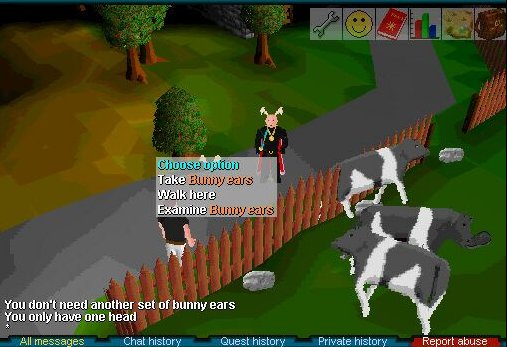 Choose option
Take Bunny ears
Walk here
Examine Bunny ears
You don't need another set of bunny ears
You only have one head
*
All messages
Chat history
Quest history
Private history
Report abuse